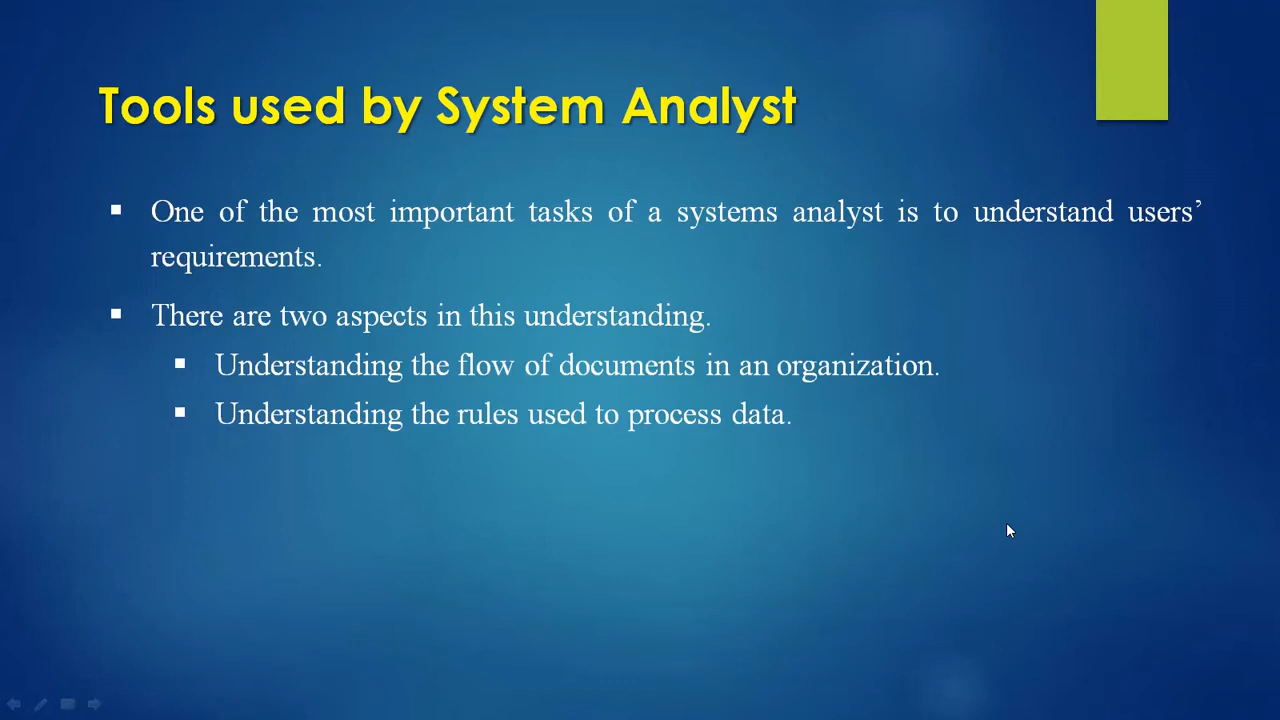 Tools used by System Analyst
One of the most important tasks of a systems analyst is to understand users’
requirements.
There are two aspects in this understanding.
Understanding the flow of documents in an organization.
Understanding the rules used to process data.